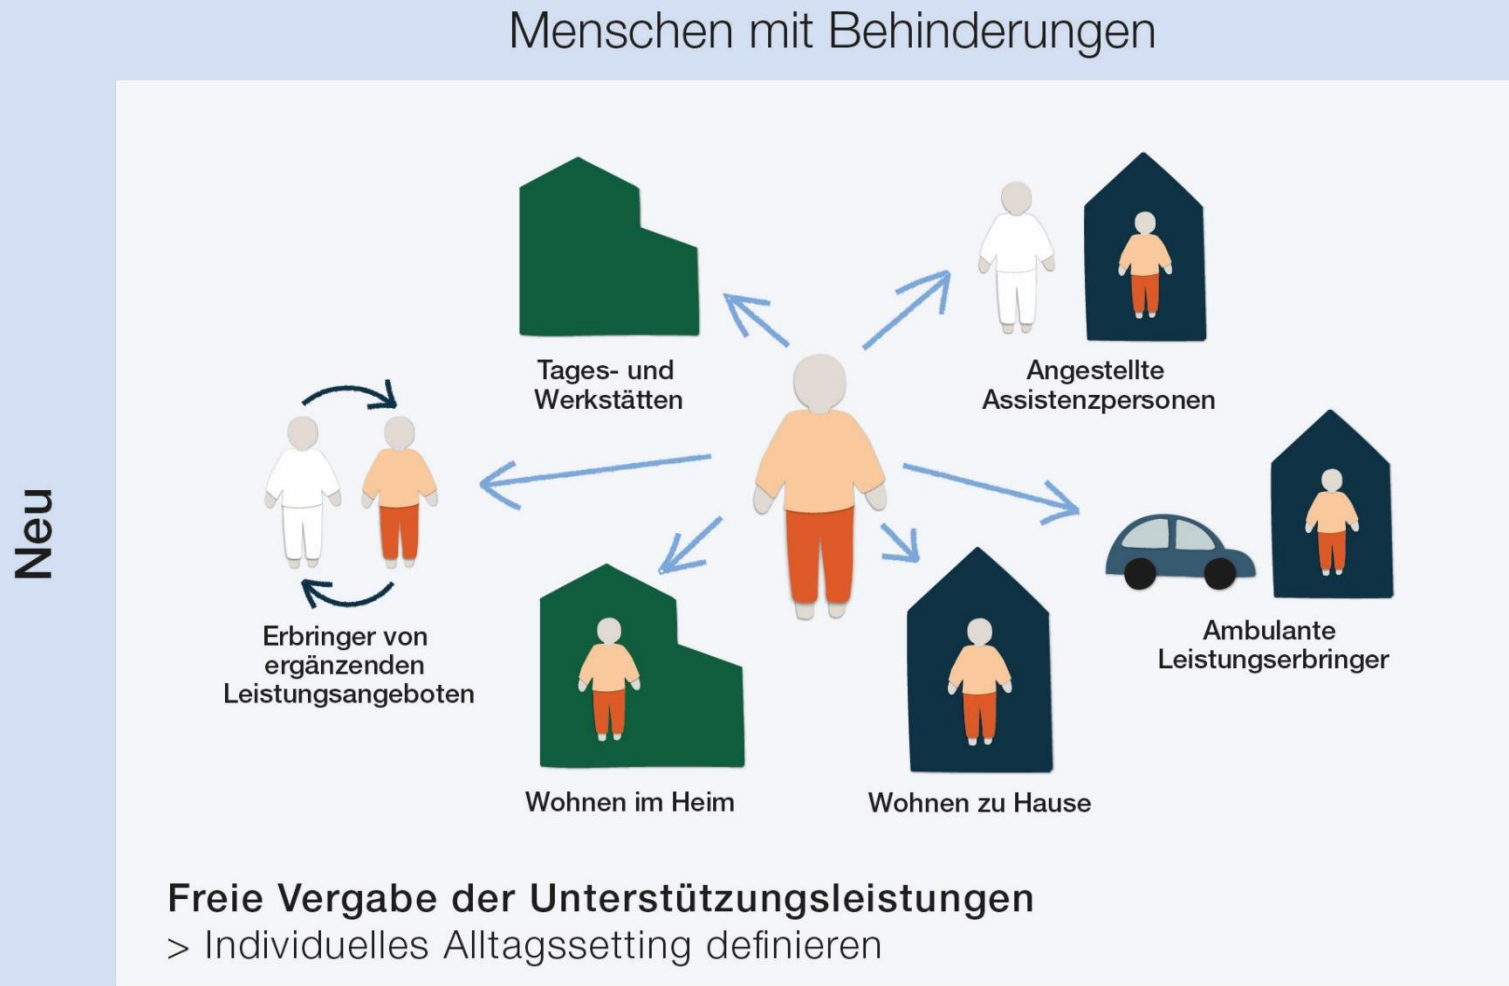 Menschen mit Behinderungen
Neu
Tages- und
Werkstätten
Angestellte
Assistenzpersonen
Erbringer von
ergänzenden
Leistungsangeboten
Ambulante
Leistungserbringer
Wohnen im Heim
Wohnen zu Hause
Freie Vergabe der Unterstützungsleistungen
> Individuelles Alltagssetting definieren